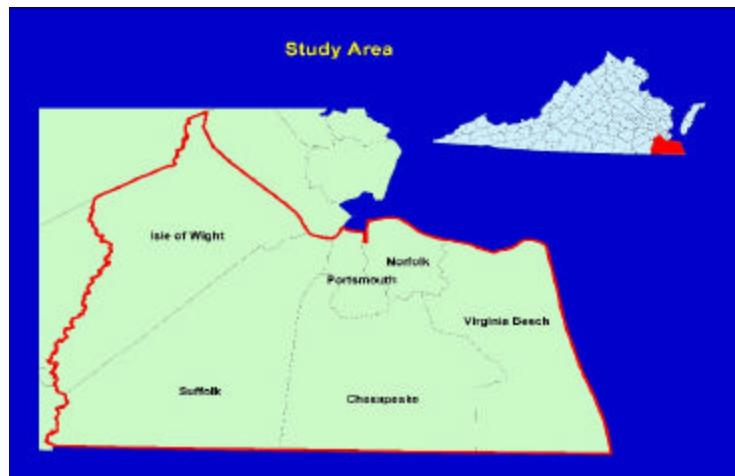 Study Area
Isle of Wight
Norfolk
Portsmouth
Virginia Beach
Suffolk
Chesapeake